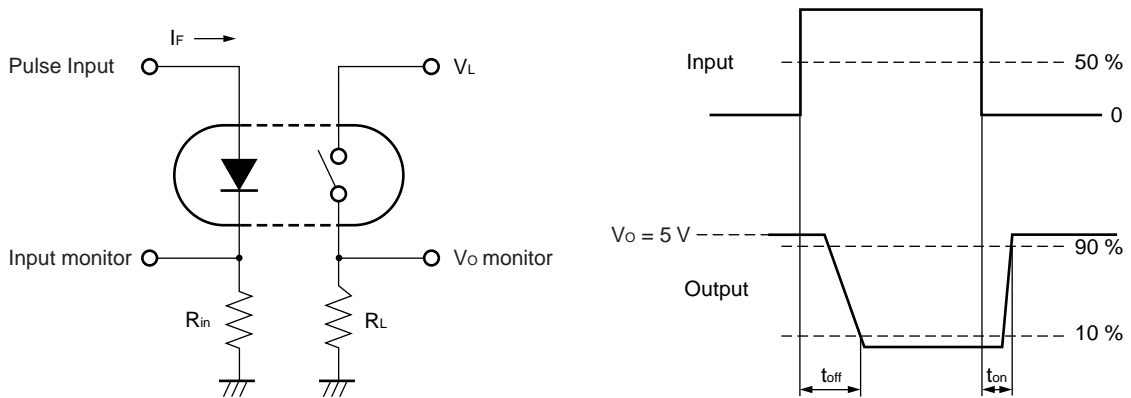 IF
Pulse Input
VL
Input monitor
VO monitor
Rin
RL
Input
50 %
0
VO = 5 V
90 %
Output
10 %
toff
ton